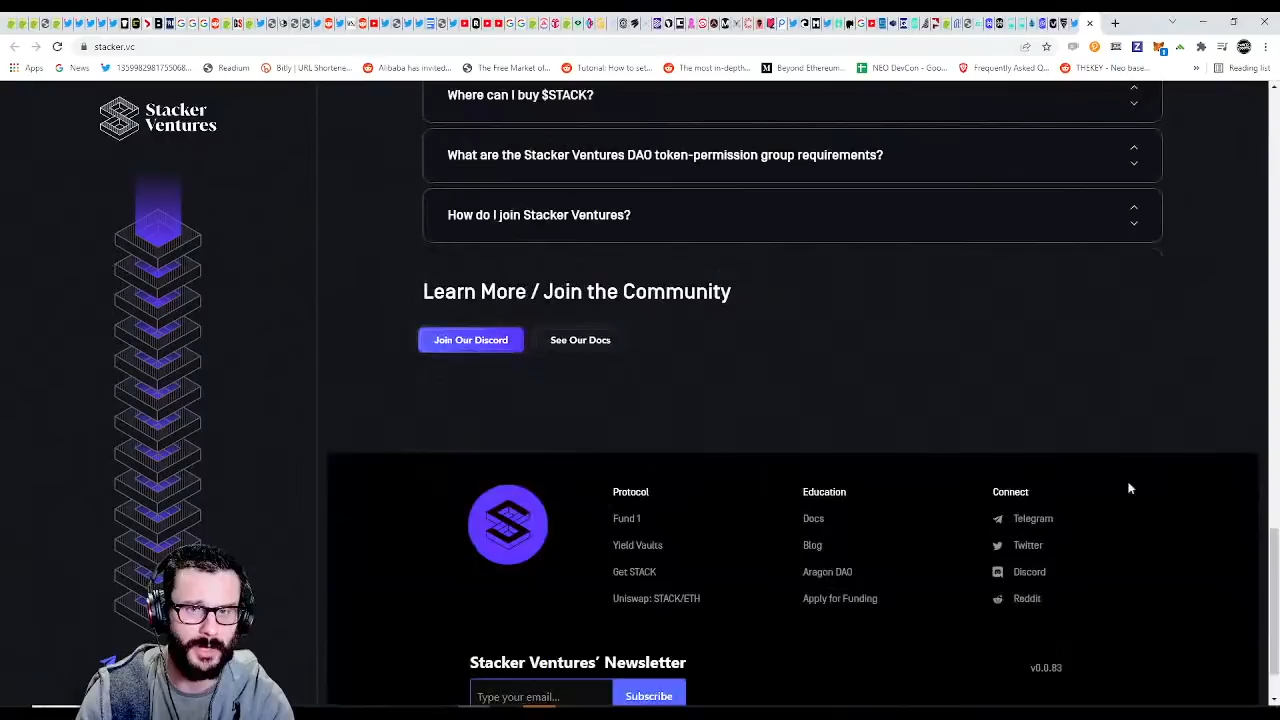 stacker.vc
Apps
News
1359982981755068...
Readium
Bitly | URL Shortene...
Alibaba has invested...
The Free Market of...
Tutorial: How to set...
The most in-depth...
Beyond Ethereum...
NEO DevCon - Goo...
Frequently Asked Q...
THEKEY - Neo base...
»
Reading list
Stacker
Ventures
Where can I buy $STACK?
What are the Stacker Ventures DAO token-permission group requirements?
How do I join Stacker Ventures?
Learn More / Join the Community
Join Our Discord
See Our Docs
Protocol
Fund 1
Yield Vaults
Get STACK
Uniswap: STACK/ETH
Education
Docs
Blog
Aragon DAO
Apply for Funding
Connect
Telegram
Twitter
Discord
Reddit
Stacker Ventures' Newsletter
Type your email...
Subscribe
v0.0.83